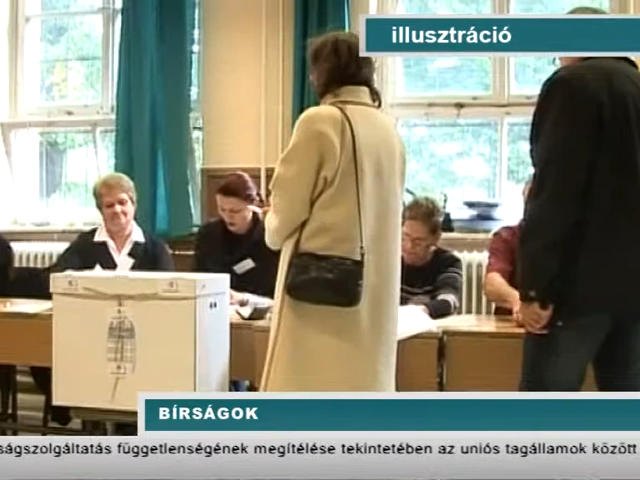 illusztráció
BÍRSÁGOK
ságszolgáltatás függetlenségének megítélése tekintetében az uniós tagállamok között